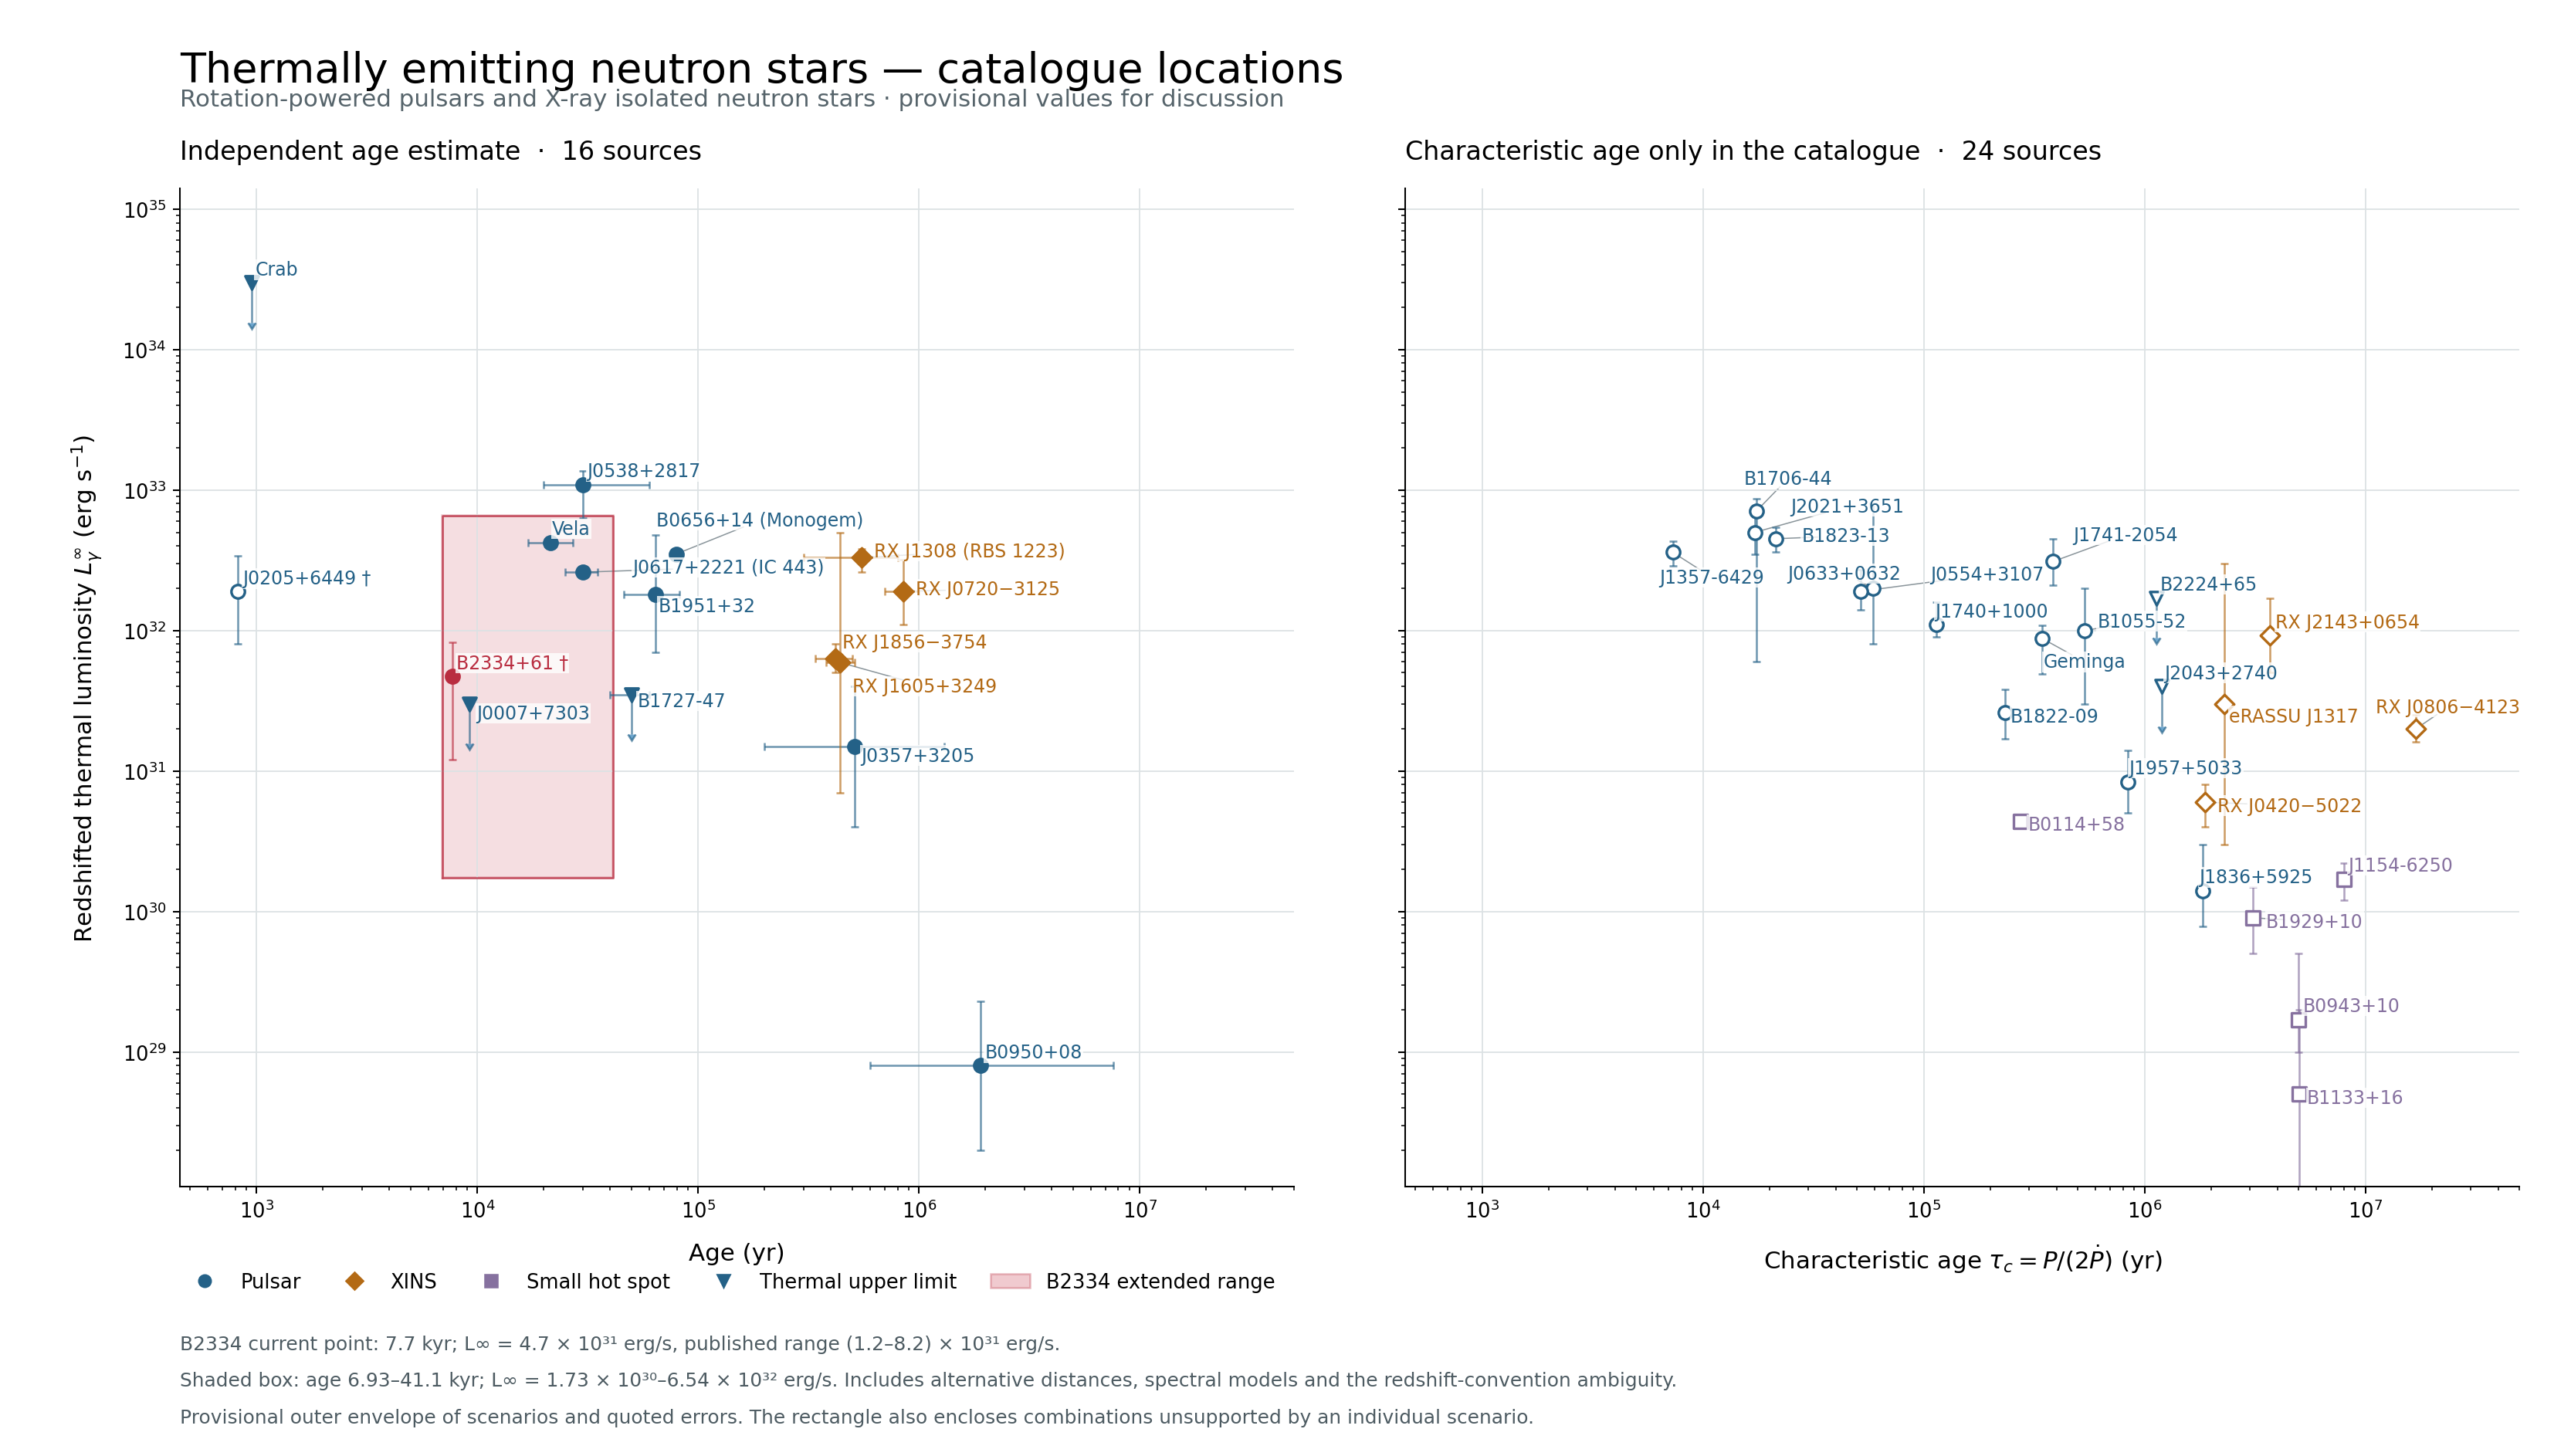 Thermally emitting neutron stars — catalogue locations
Rotation-powered pulsars and X-ray isolated neutron stars · provisional values for discussion
Independent age estimate · 16 sources
Characteristic age only in the catalogue · 24 sources
Redshifted thermal luminosity L∞γ (erg s⁻¹)
10³⁵
10³⁴
10³³
10³²
10³¹
10³⁰
10²⁹
Crab
J0538+2817
Vela
B0656+14 (Monogem)
J0617+2221 (IC 443)
J0205+6449 †
B1951+32
RX J1308 (RBS 1223)
RX J0720−3125
RX J1856−3754
B2334+61 †
RX J1605+3249
B1727-47
J0007+7303
J0357+3205
B0950+08
10³
10⁴
10⁵
10⁶
10⁷
Age (yr)
B1706-44
J2021+3651
B1823-13
J1741-2054
J1357-6429
J0633+0632
J0554+3107
B2224+65
J1740+1000
B1055-52
RX J2143+0654
Geminga
J2043+2740
RX J0806−4123
B1822-09
eRASSU J1317
J1957+5033
RX J0420−5022
B0114+58
J1154-6250
J1836+5925
B1929+10
B0943+10
B1133+16
10³
10⁴
10⁵
10⁶
10⁷
Characteristic age τc = P/(2Ṗ) (yr)
Pulsar
XINS
Small hot spot
Thermal upper limit
B2334 extended range
B2334 current point: 7.7 kyr; L∞ = 4.7 × 10³¹ erg/s, published range (1.2–8.2) × 10³¹ erg/s.
Shaded box: age 6.93–41.1 kyr; L∞ = 1.73 × 10³⁰–6.54 × 10³² erg/s. Includes alternative distances, spectral models and the redshift-convention ambiguity.
Provisional outer envelope of scenarios and quoted errors. The rectangle also encloses combinations unsupported by an individual scenario.